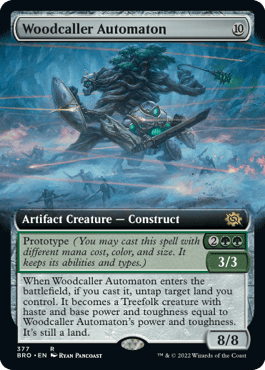 Woodcaller Automaton 10
Artifact Creature — Construct
Prototype (You may cast this spell with 2
different mana cost, color, and size. It
keeps its abilities and types.) 3/3
When Woodcaller Automaton enters the
battlefield, if you cast it, untap target land you
control. It becomes a Treefolk creature with
haste and base power and toughness equal to
Woodcaller Automaton's power and toughness.
It's still a land.
8/8
377 R
BRO • EN Ryan Pancoast ™ & © 2022 Wizards of the Coast